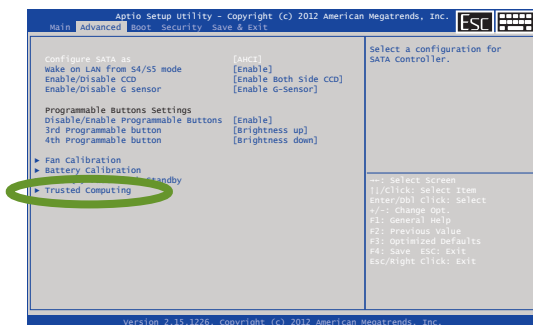 Aptio Setup Utility - Copyright (c) 2012 American Megatrends, Inc.
Main Advanced Boot Security Save & Exit
Esc
Configure SATA as [AHCI]
Wake on LAN from S4/S5 mode [Enable]
Enable/Disable CCD [Enable Both Side CCD]
Enable/Disable G sensor [Enable G-Sensor]
Programmable Buttons Settings
Disable/Enable Programmable Buttons [Enable]
3rd Programmable button [Brightness up]
4th Programmable button [Brightness down]
► Fan Calibration
► Battery Calibration
Standby
► Trusted Computing
Select a configuration for
SATA Controller.
→←: Select Screen
↑↓/Click: Select Item
Enter/Dbl Click: Select
+/-: Change Opt.
F1: General Help
F2: Previous Value
F3: Optimized Defaults
F4: Save ESC: Exit
Esc/Right Click: Exit
Version 2.15.1226. Copyright (c) 2012 American Megatrends, Inc.